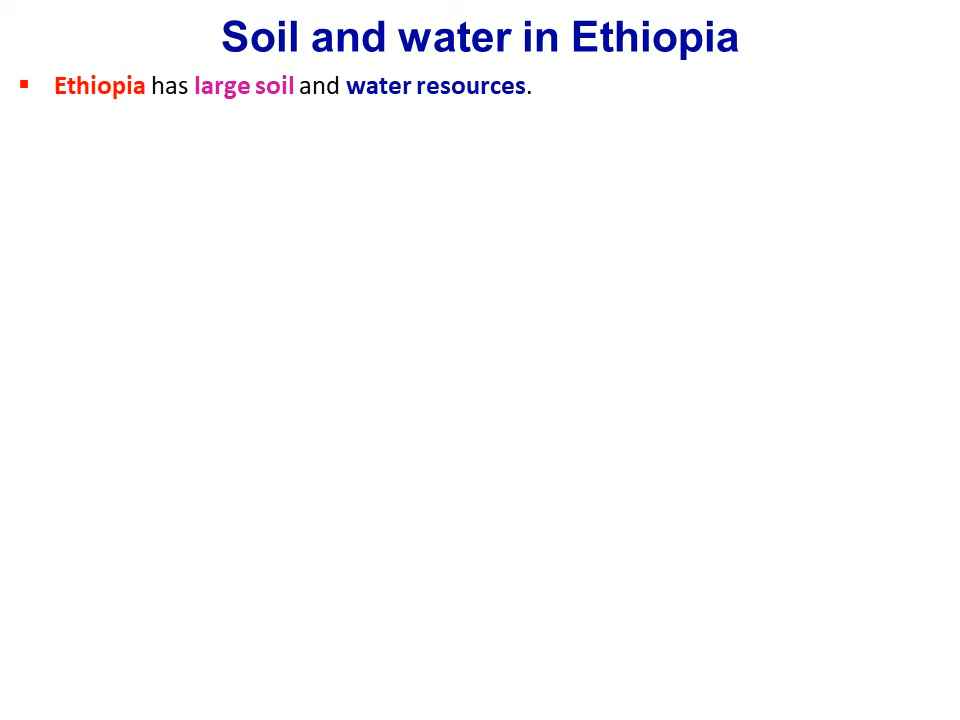 Soil and water in Ethiopia
▪ Ethiopia has large soil and water resources.